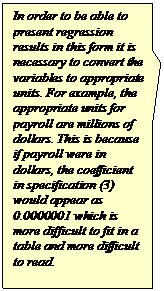 In order to be able to
present regression
results in this form it is
necessary to convert the
variables to appropriate
units. For example, the
appropriate units for
payroll are millions of
dollars. This is because
if payroll were in
dollars, the coefficient
in specification (3)
would appear as
0.0000001 which is
more difficult to fit in a
table and more difficult
to read.